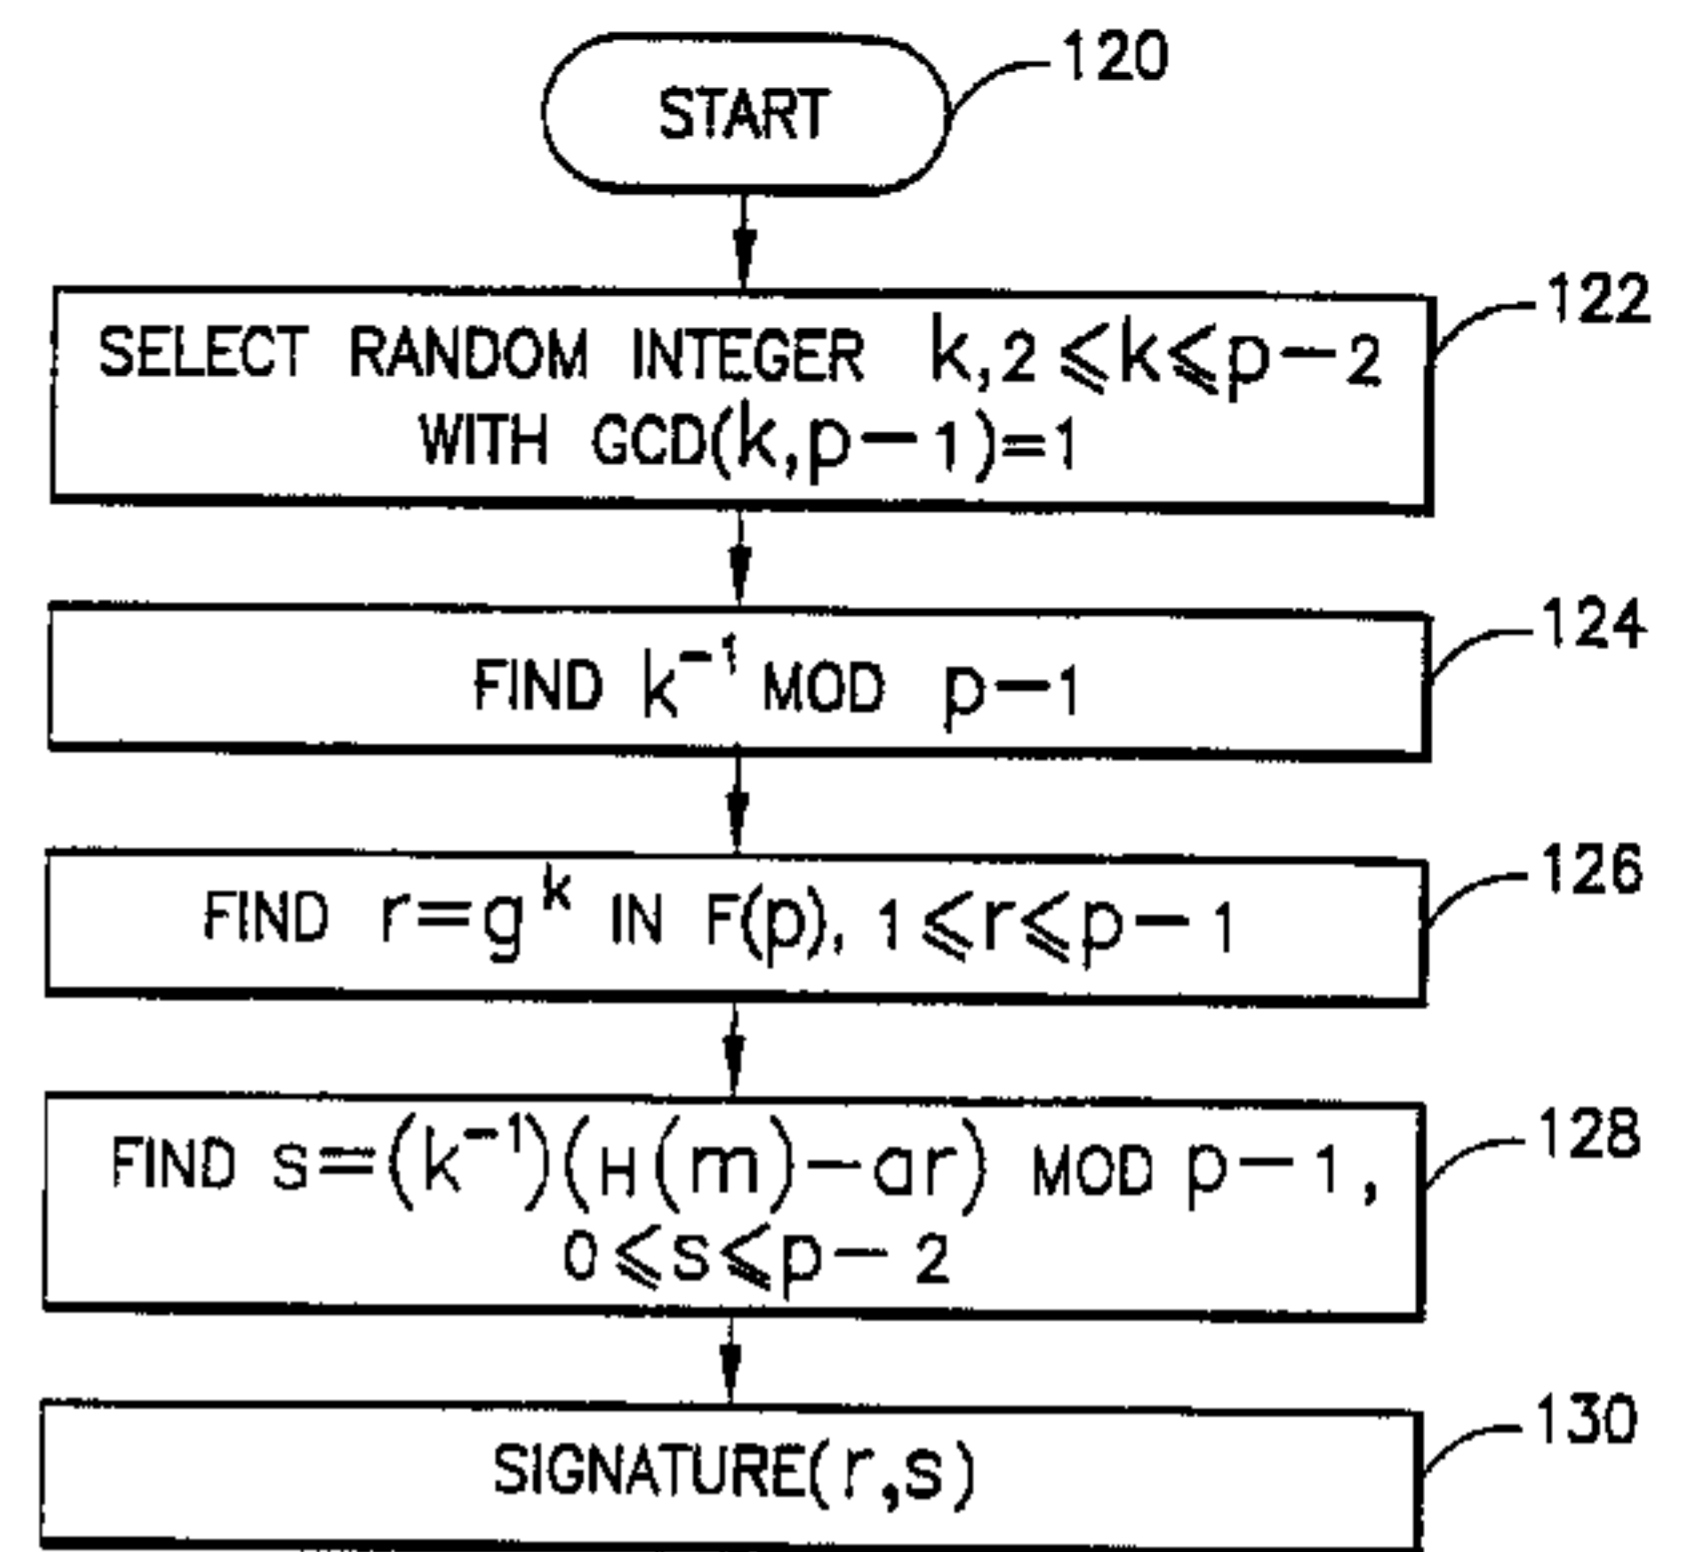 START
120
SELECT RANDOM INTEGER k, 2 ⩽ k ⩽ p-2
WITH GCD(k, p-1)=1
122
FIND k⁻¹ MOD p-1
124
FIND r=gᵏ IN F(p), 1 ⩽ r ⩽ p-1
126
FIND s=(k⁻¹)(H(m)-ar) MOD p-1,
0 ⩽ s ⩽ p-2
128
SIGNATURE(r,s)
130